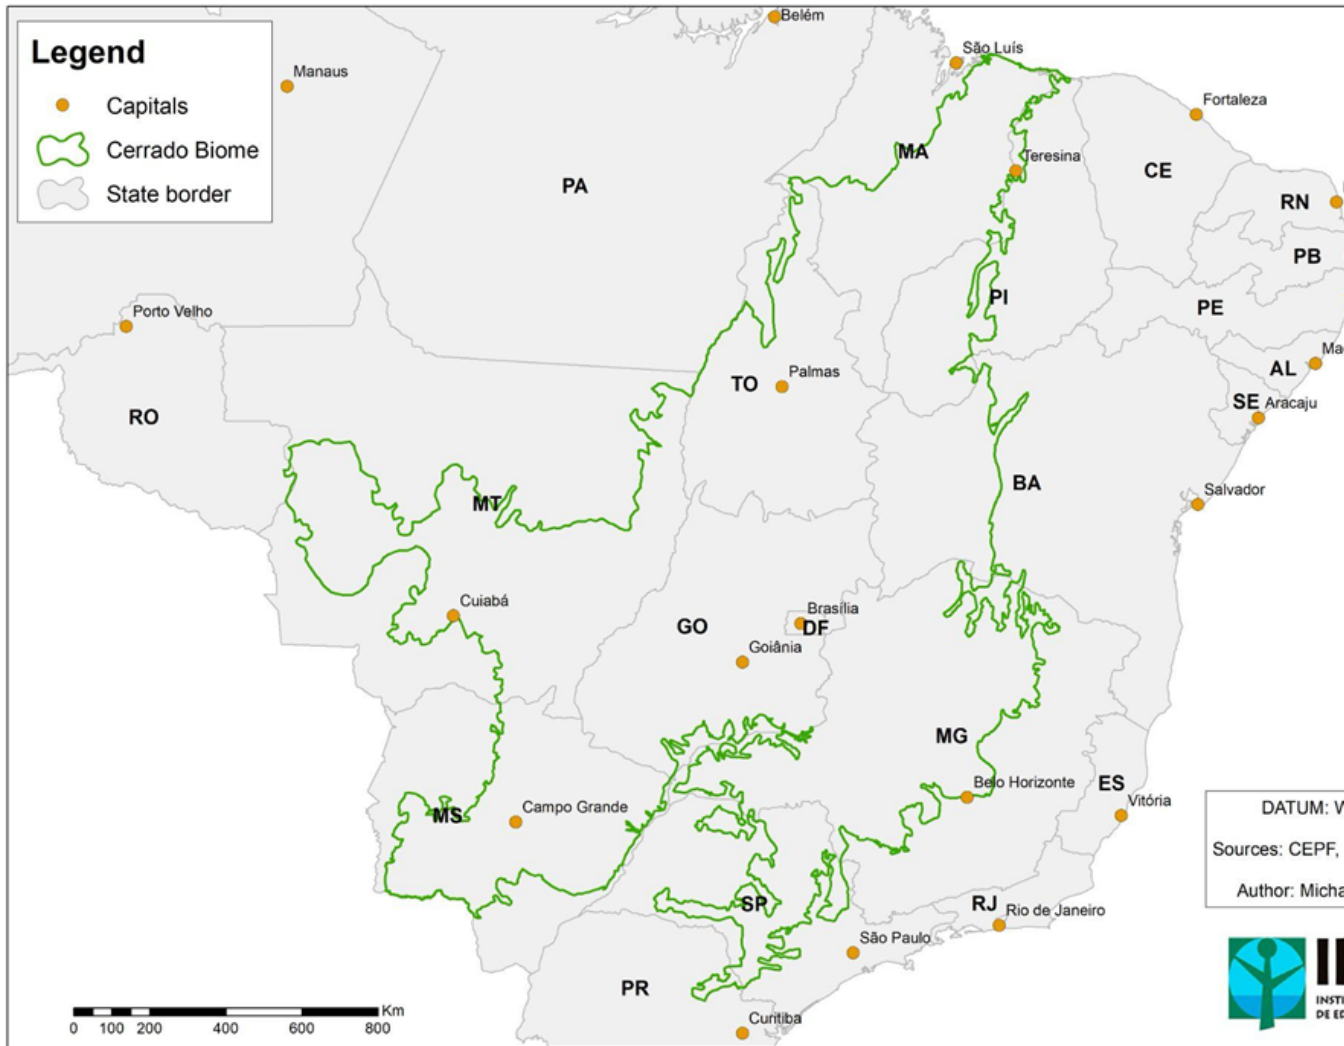 Legend
Capitals
Cerrado Biome
State border
Belém
São Luís
Manaus
Fortaleza
MA
Teresina
CE
PA
RN
PB
PI
PE
Porto Velho
AL
TO
Palmas
SE
Aracaju
RO
BA
MT
Salvador
Cuiabá
Brasília
GO
DF
Goiânia
MG
Belo Horizonte
ES
Vitória
MS
Campo Grande
DATUM:
Sources: CEPF,
Author:
SP
RJ
Rio de Janeiro
São Paulo
PR
Curitiba
Km
0 100 200 400 600 800
DE